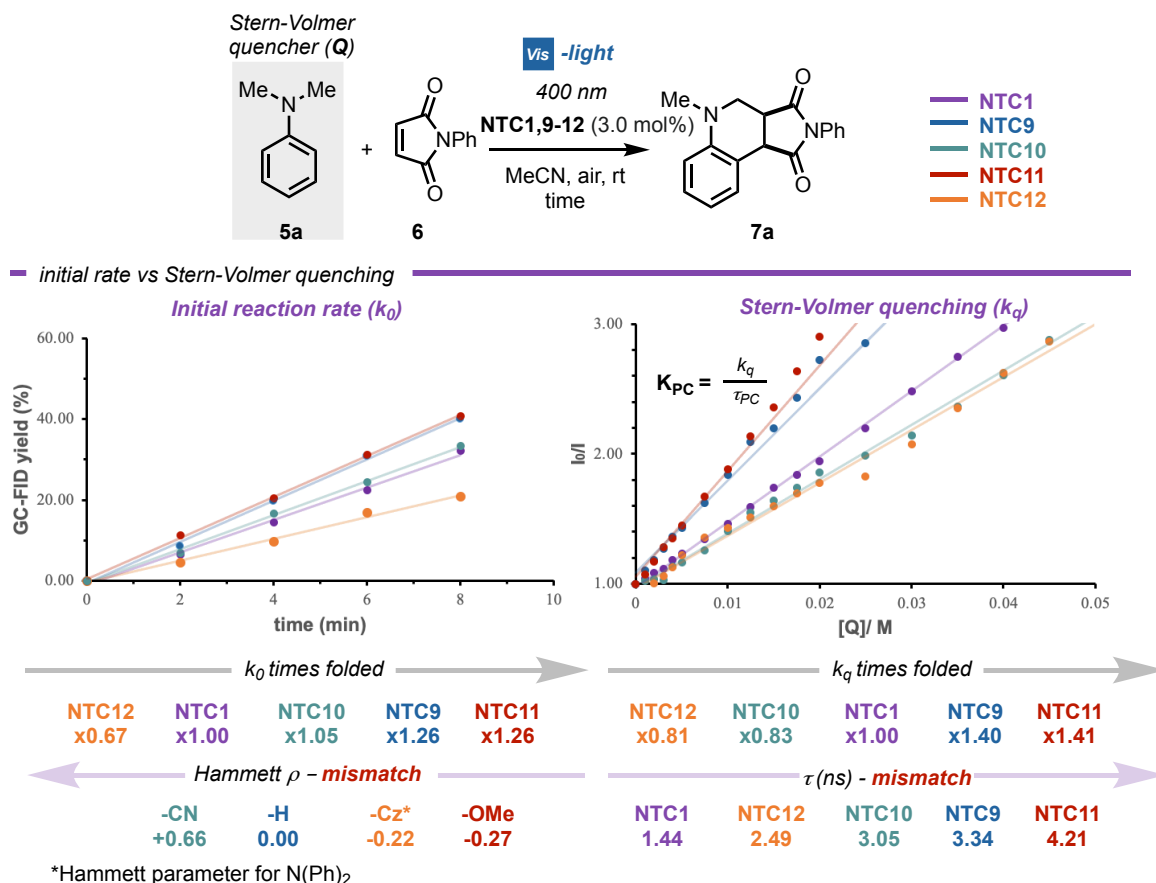 Stern-Volmer
quencher (Q)
Me Me
N
5a
+
O
N Ph
O
6
Vis -light
400 nm
NTC1,9-12 (3.0 mol%)
MeCN, air, rt
time
Me N O
N Ph
O
7a
NTC1
NTC9
NTC10
NTC11
NTC12
initial rate vs Stern-Volmer quenching
Initial reaction rate (k0)
60.00
40.00
20.00
0.00
GC-FID yield (%)
0 2 4 6 8 10
time (min)
Stern-Volmer quenching (kq)
3.00
2.00
1.00
I0/I
KPC = kq
τPC
0 0.01 0.02 0.03 0.04 0.05
[Q]/ M
k0 times folded
NTC12 NTC1 NTC10 NTC9 NTC11
x0.67 x1.00 x1.05 x1.26 x1.26
Hammett ρ – mismatch
-CN -H -Cz* -OMe
+0.66 0.00 -0.22 -0.27
*Hammett parameter for N(Ph)2
kq times folded
NTC12 NTC10 NTC1 NTC9 NTC11
x0.81 x0.83 x1.00 x1.40 x1.41
τ (ns) - mismatch
NTC1 NTC12 NTC10 NTC9 NTC11
1.44 2.49 3.05 3.34 4.21